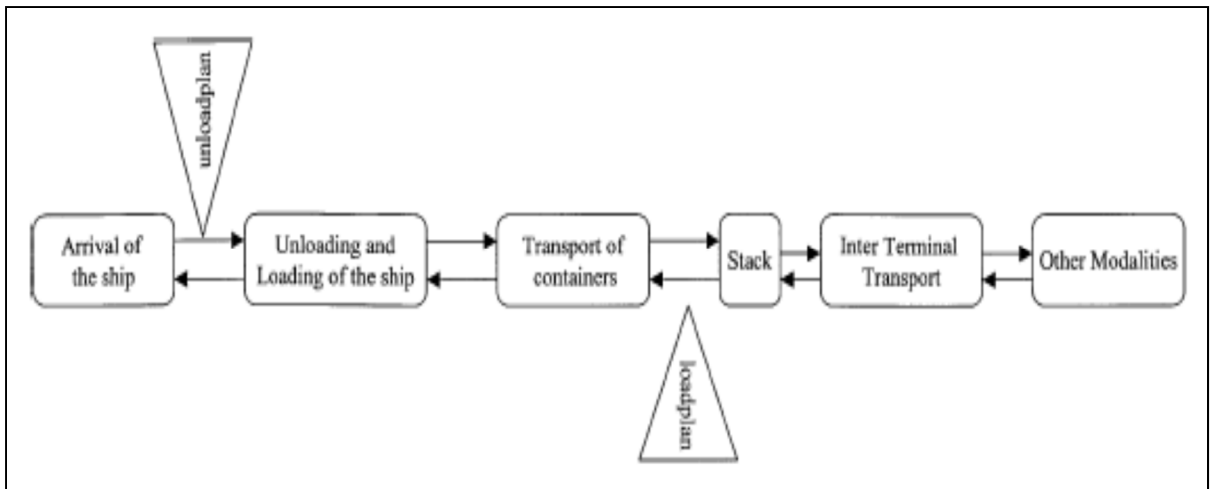 unloadplan
Arrival of
the ship
Unloading and
Loading of the ship
Transport of
containers
Stack
Inter Terminal
Transport
Other Modalities
loadplan